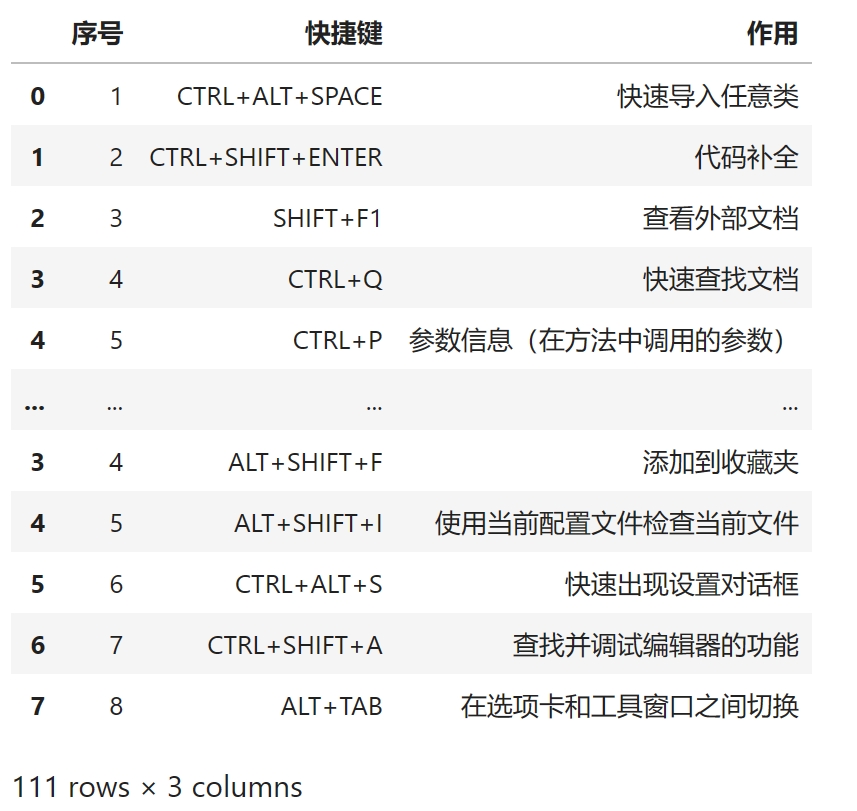 序号 快捷键 作用
0 1 CTRL+ALT+SPACE 快速导入任意类
1 2 CTRL+SHIFT+ENTER 代码补全
2 3 SHIFT+F1 查看外部文档
3 4 CTRL+Q 快速查找文档
4 5 CTRL+P 参数信息（在方法中调用的参数）
... ... ... ...
3 4 ALT+SHIFT+F 添加到收藏夹
4 5 ALT+SHIFT+I 使用当前配置文件检查当前文件
5 6 CTRL+ALT+S 快速出现设置对话框
6 7 CTRL+SHIFT+A 查找并调试编辑器的功能
7 8 ALT+TAB 在选项卡和工具窗口之间切换
111 rows × 3 columns